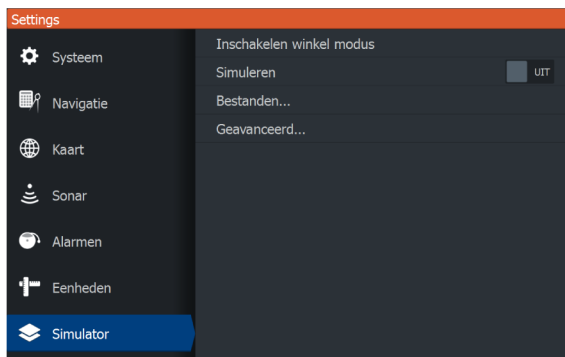 Settings
Systeem
Navigatie
Kaart
Sonar
Alarmen
Eenheden
Simulator
Inschakelen winkel modus
Simuleren UIT
Bestanden...
Geavanceerd...